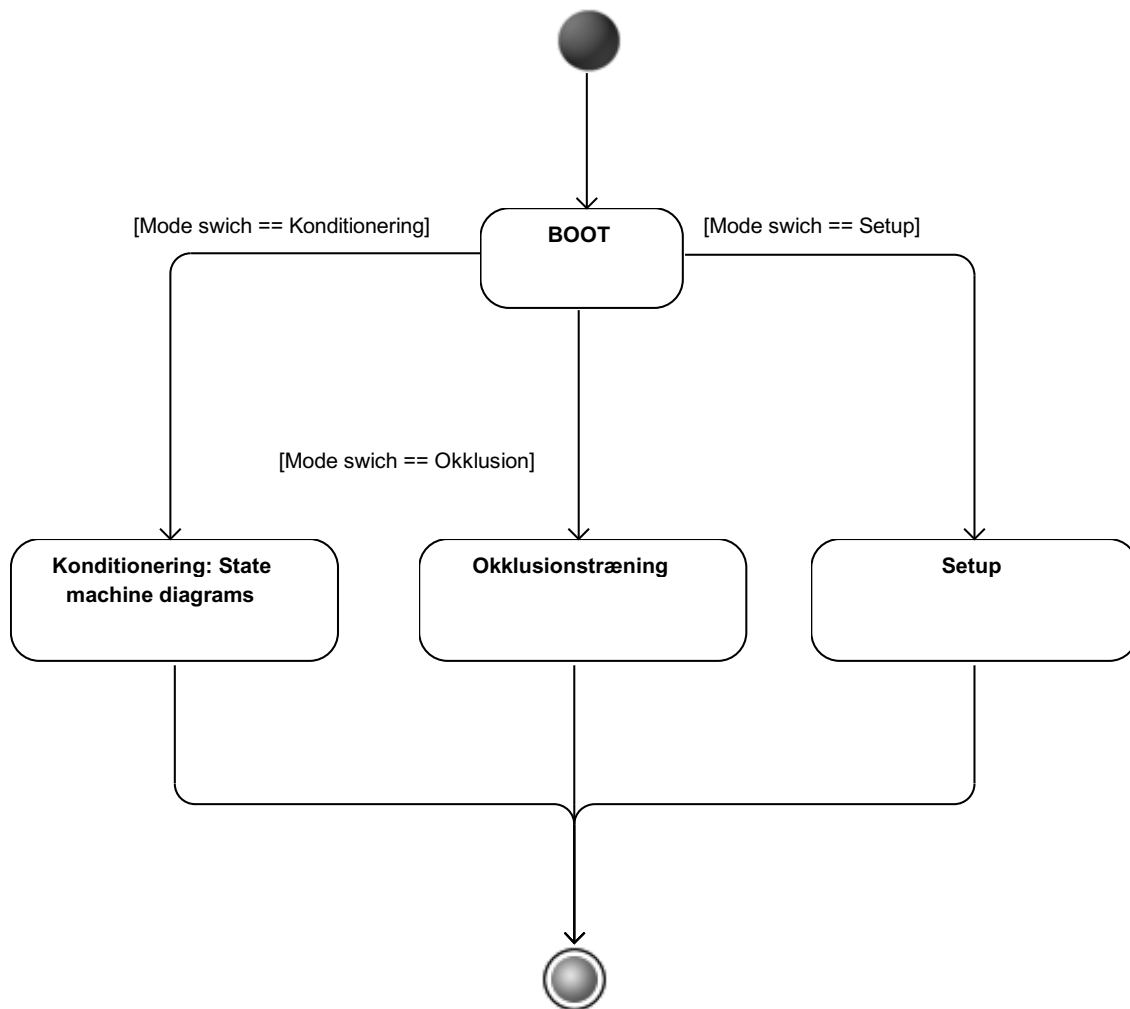 [Mode swich == Konditionering]
BOOT
[Mode swich == Setup]
[Mode swich == Okklusion]
Konditionering: State
machine diagrams
Okklusionstræning
Setup